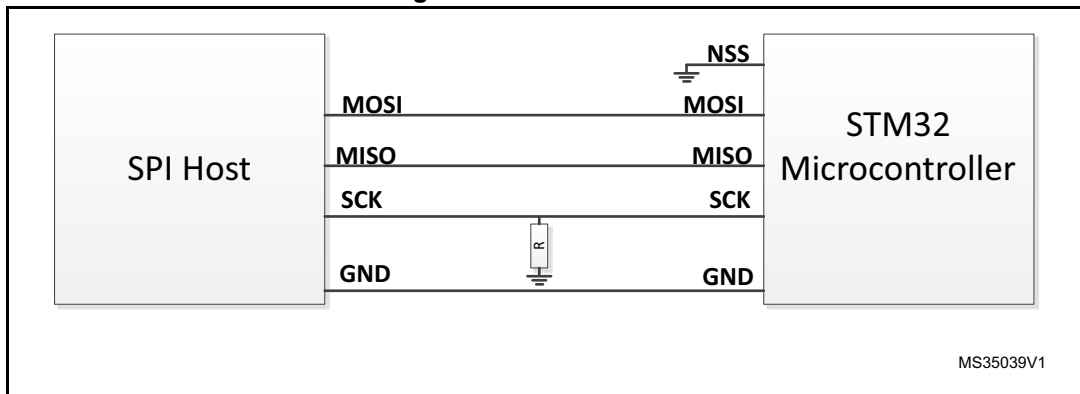 NSS
MOSI MOSI
STM32
Microcontroller
SPI Host
MISO MISO
SCK SCK
R
GND GND
MS35039V1